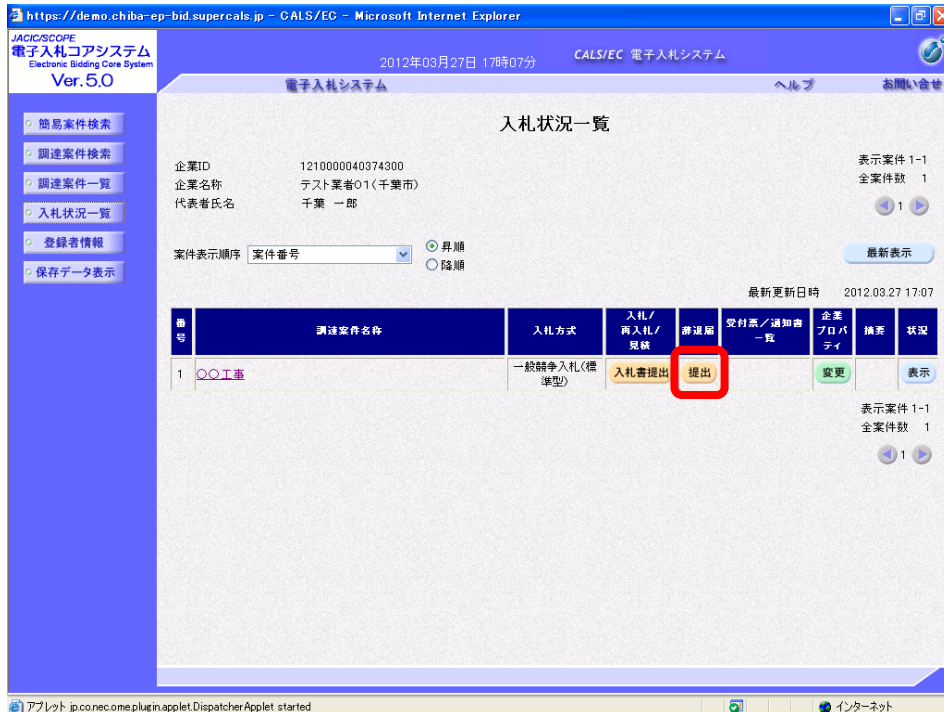 https://demo.chiba-ep-bid.supercals.jp - CALS/EC - Microsoft Internet Explorer
JACIC/SCOPE
電子入札コアシステム
Electronic Bidding Core System
Ver.5.0
2012年03月27日 17時07分
CALS/EC 電子入札システム
電子入札システム
ヘルプ
お問い合せ
簡易案件検索
調達案件検索
調達案件一覧
入札状況一覧
登録者情報
保存データ表示
入札状況一覧
企業ID 1210000040374300
企業名称 テスト業者01(千葉市)
代表者氏名 千葉 一郎
表示案件 1-1
全案件数 1
1
案件表示順序 案件番号
昇順
降順
最新表示
最新更新日時 2012.03.27 17:07
番号 調達案件名称 入札方式 入札/再入札/見積 辞退届 受付票/通知書一覧 企業プロパティ 摘要 状況
1 〇〇工事 一般競争入札(標準型) 入札書提出 提出 変更 表示
表示案件 1-1
全案件数 1
1
アプレット jp.co.nec.ome.plugin.applet.DispatcherApplet started
インターネット